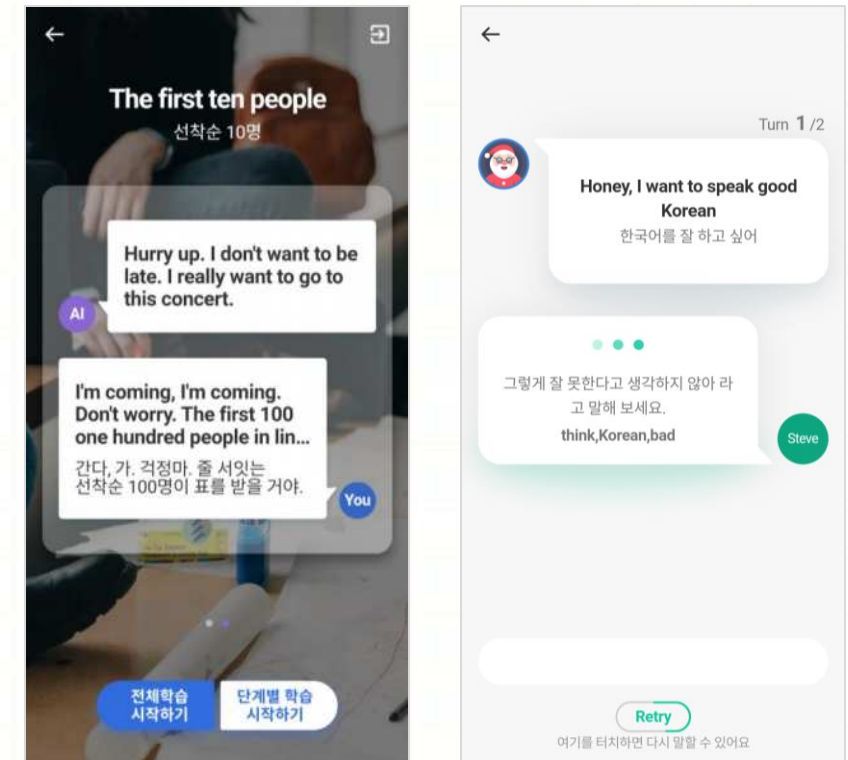 The first ten people
선착순 10명
Hurry up. I don't want to be
late. I really want to go to
this concert.
AI
I'm coming, I'm coming.
Don't worry. The first 100
one hundred people in lin...
간다, 가. 걱정마. 줄 서있는
선착순 100명이 표를 받을 거야.
You
전체학습
시작하기
단계별 학습
시작하기
Turn 1/2
Honey, I want to speak good
Korean
한국어를 잘 하고 싶어
그렇게 잘 못한다고 생각하지 않아 라
고 말해 보세요.
think,Korean,bad
Steve
Retry
여기를 터치하면 다시 말할 수 있어요